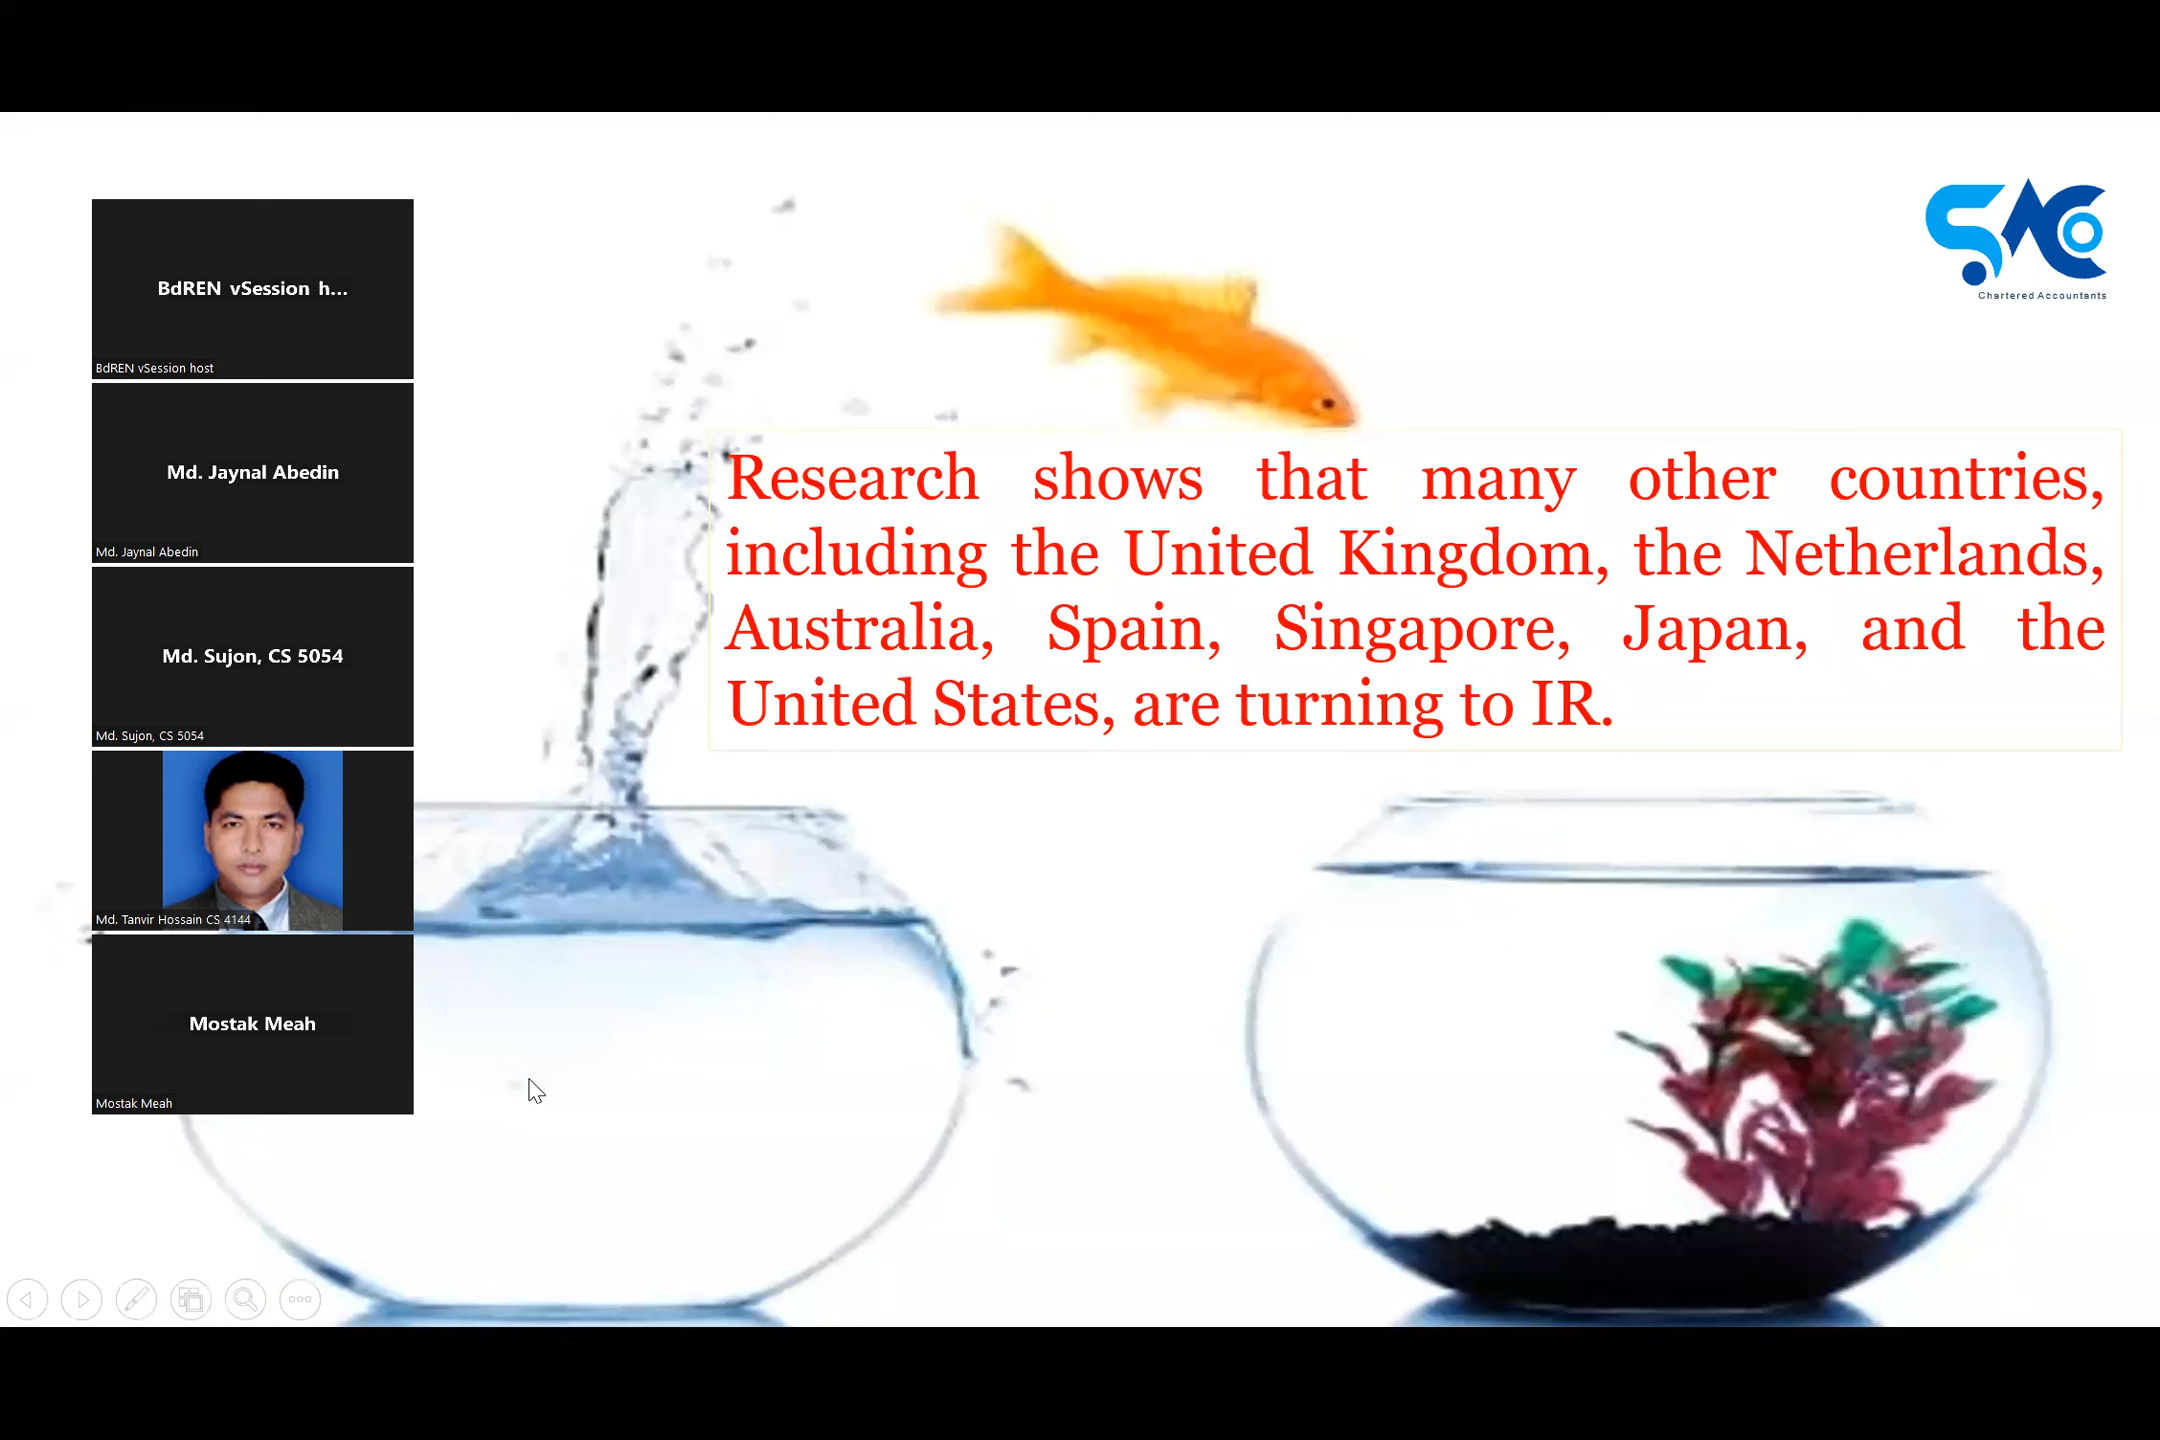 BdREN vSession h...
BdREN vSession host
Md. Jaynal Abedin
Md. Jaynal Abedin
Md. Sujon, CS 5054
Md. Sujon, CS 5054
Md. Tanvir Hossain CS 4144
Mostak Meah
Mostak Meah
SACO
Chartered Accountants
Research shows that many other countries,
including the United Kingdom, the Netherlands,
Australia, Spain, Singapore, Japan, and the
United States, are turning to IR.